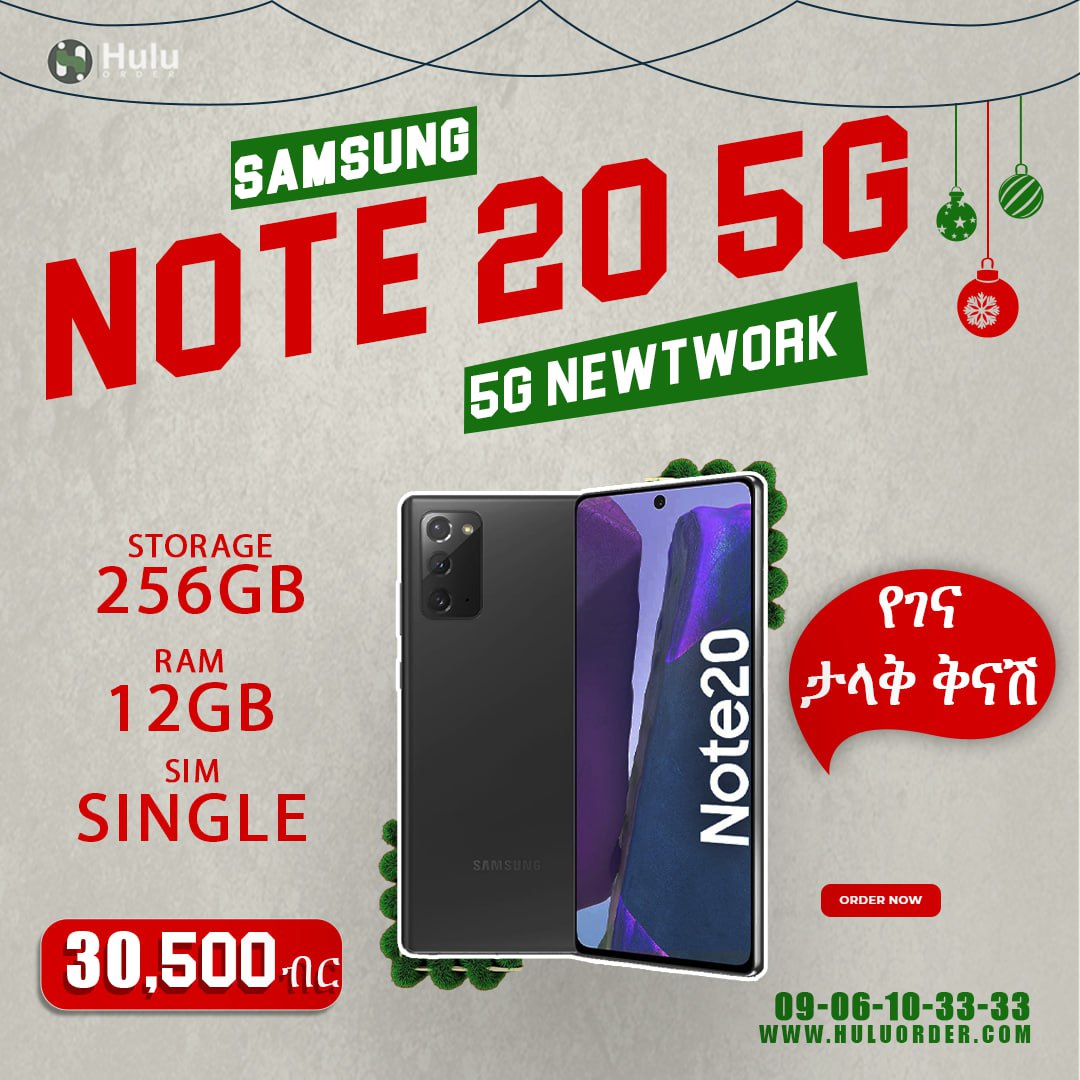 Hulu
ORDER
SAMSUNG
NOTE 20 5G
5G NEWTWORK
STORAGE
256GB
RAM
12GB
SIM
SINGLE
SAMSUNG
Note20
የገና
ታላቅ ቅናሽ
ORDER NOW
30,500 ብር
09-06-10-33-33
WWW.HULUORDER.COM